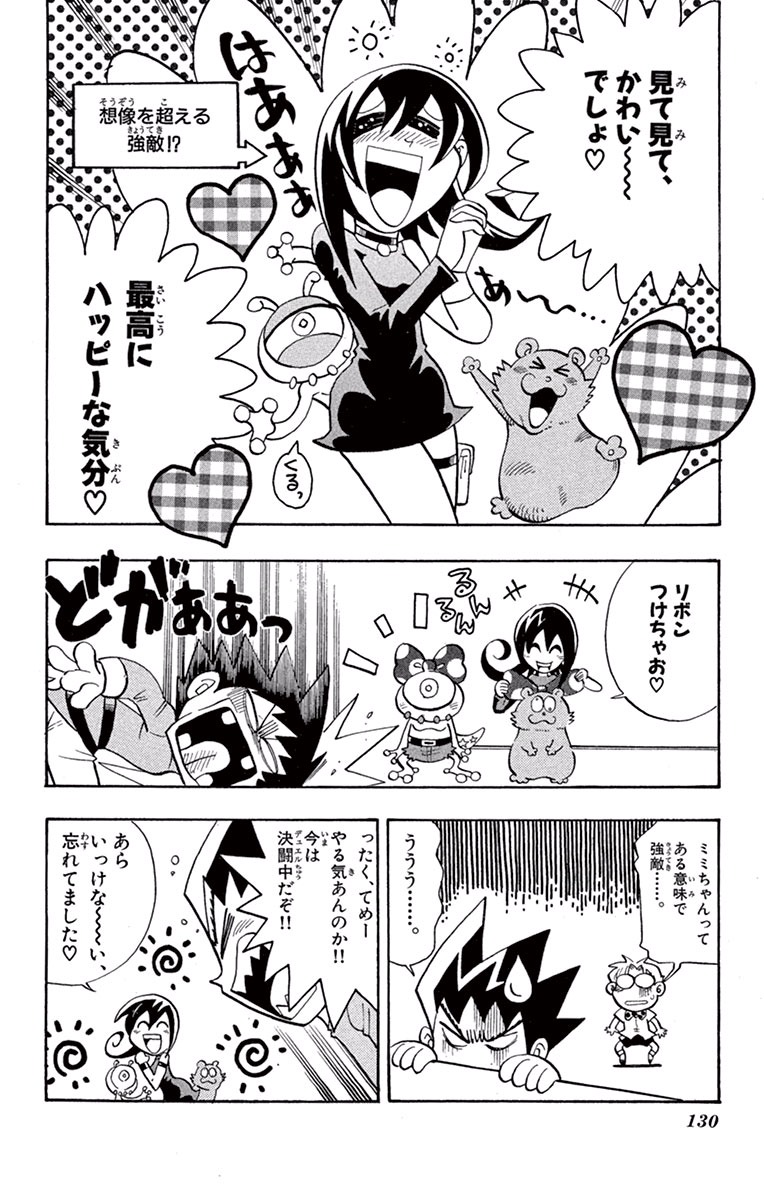 見て見て、
かわい～～～
でしょ♡
はあぁぁ
想像を超える
強敵!?
あ～～…
くるっ
最高に
ハッピーな気分♡
リボン
つけちゃお♡
るん
るんん
どがああっ
ミミちゃんって
ある意味で
強敵……。
ううう……。
ったく、てめー
やる気あんのか!!
今は
決闘中だぞ!!
あら
いっけな～～い、
忘れてました♡
130